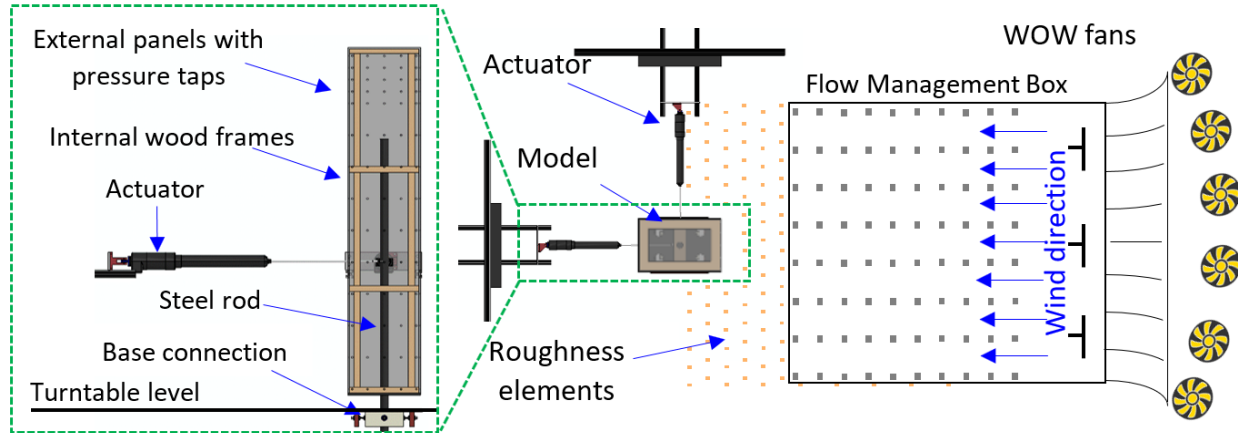 External panels with
pressure taps
Internal wood frames
Actuator
Steel rod
Base connection
Turntable level
Actuator
Model
Roughness
elements
Flow Management Box
Wind direction
WOW fans